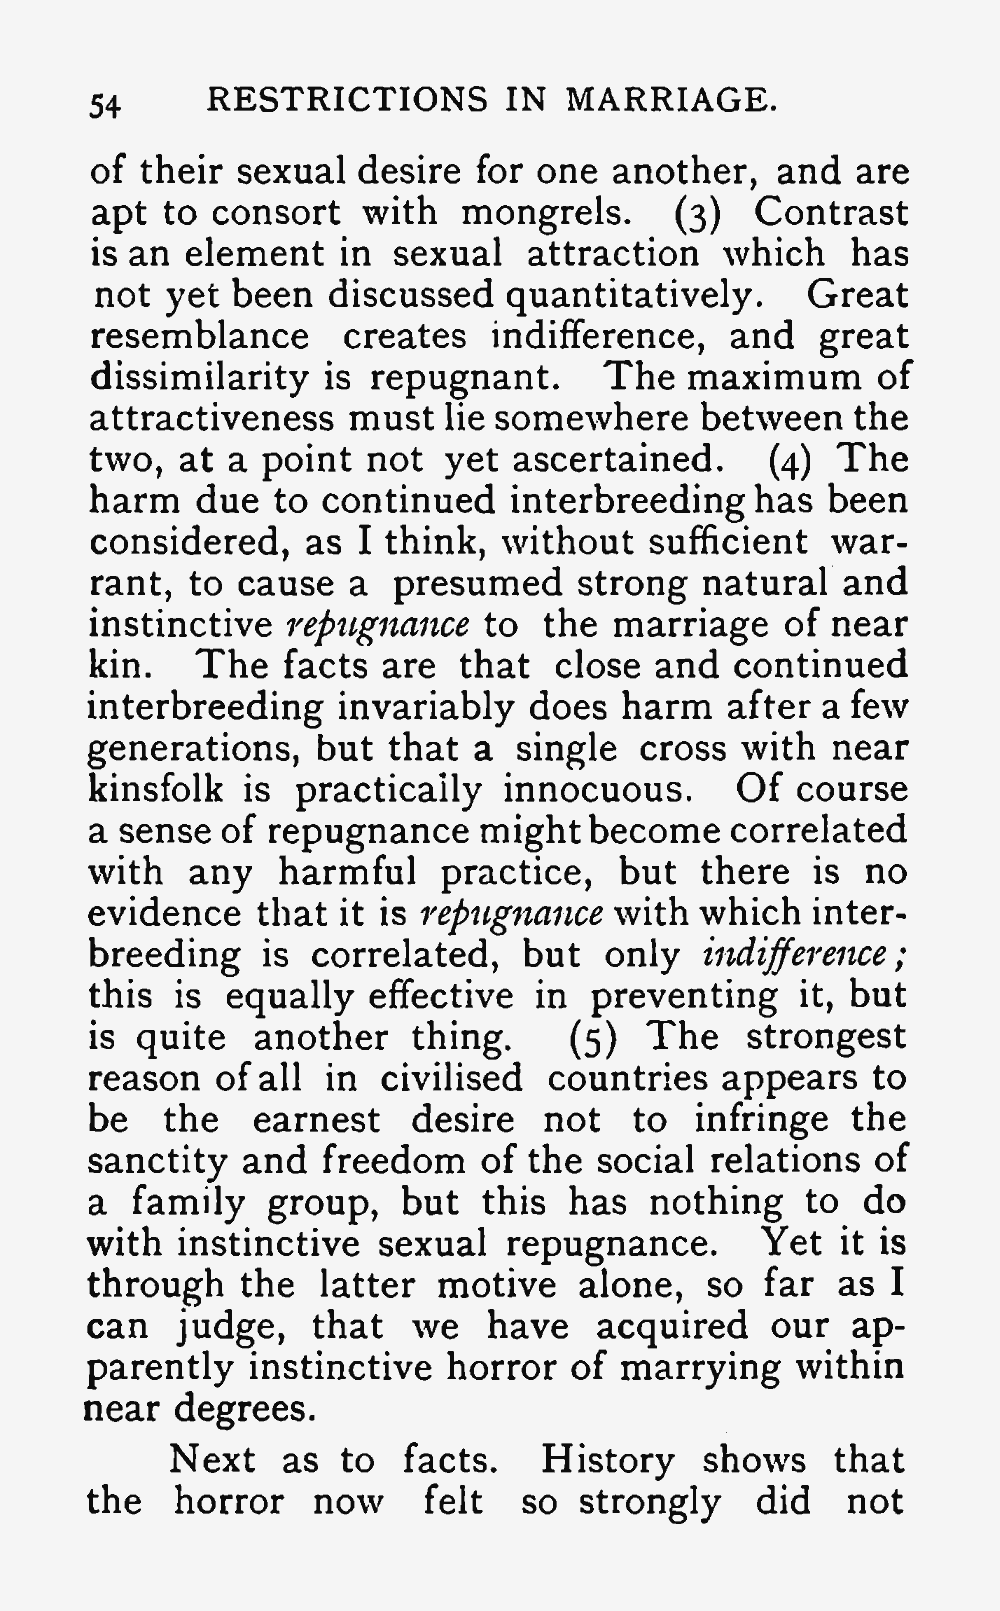 54 RESTRICTIONS IN MARRIAGE.
of their sexual desire for one another, and are
apt to consort with mongrels. (3) Contrast
is an element in sexual attraction which has
not yet been discussed quantitatively. Great
resemblance creates indifference, and great
dissimilarity is repugnant. The maximum of
attractiveness must lie somewhere between the
two, at a point not yet ascertained. (4) The
harm due to continued interbreeding has been
considered, as I think, without sufficient war-
rant, to cause a presumed strong natural and
instinctive repugnance to the marriage of near
kin. The facts are that close and continued
interbreeding invariably does harm after a few
generations, but that a single cross with near
kinsfolk is practically innocuous. Of course
a sense of repugnance might become correlated
with any harmful practice, but there is no
evidence that it is repugnance with which inter-
breeding is correlated, but only indifference;
this is equally effective in preventing it, but
is quite another thing. (5) The strongest
reason of all in civilised countries appears to
be the earnest desire not to infringe the
sanctity and freedom of the social relations of
a family group, but this has nothing to do
with instinctive sexual repugnance. Yet it is
through the latter motive alone, so far as I
can judge, that we have acquired our ap-
parently instinctive horror of marrying within
near degrees.
Next as to facts. History shows that
the horror now felt so strongly did not